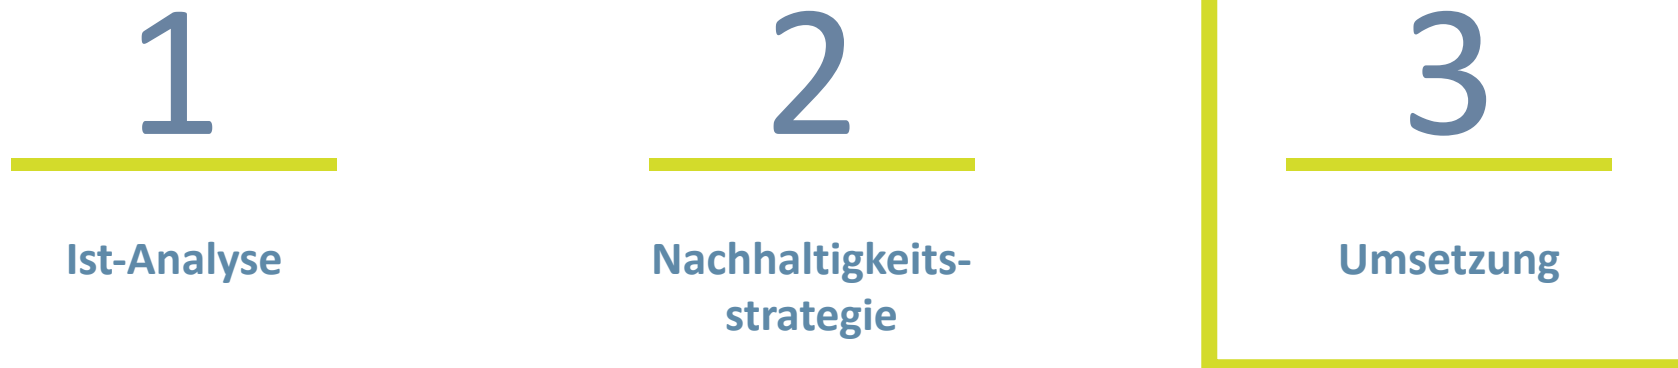 1
Ist-Analyse
2
Nachhaltigkeits-
strategie
3
Umsetzung